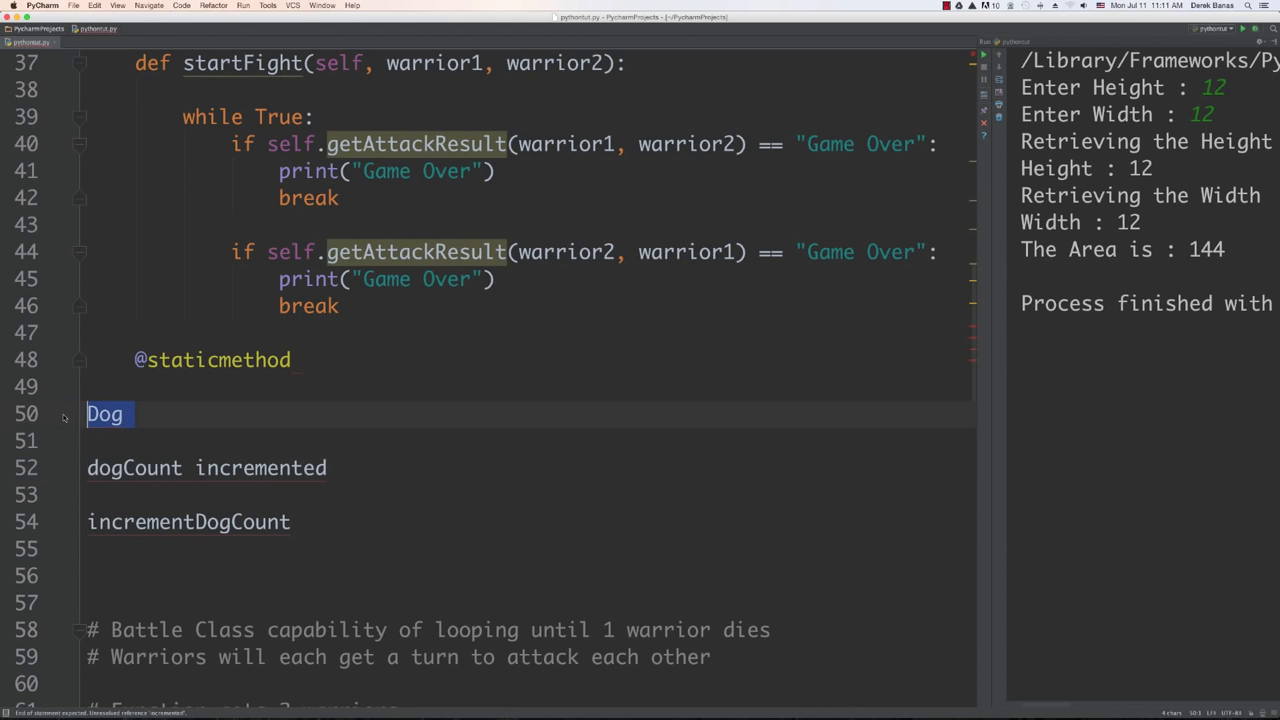 PyCharm File Edit View Navigate Code Refactor Run Tools VCS Window Help
10
Mon Jul 11 11:11 AM Derek Banas
pythontut.py - PycharmProjects - [~/PycharmProjects]
PycharmProjects pythontut.py
pythontut
pythontut.py
Run: pythontut
37 def startFight(self, warrior1, warrior2):
38
39 while True:
40 if self.getAttackResult(warrior1, warrior2) == "Game Over":
41 print("Game Over")
42 break
43
44 if self.getAttackResult(warrior2, warrior1) == "Game Over":
45 print("Game Over")
46 break
47
48 @staticmethod
49
50 Dog
51
52 dogCount incremented
53
54 incrementDogCount
55
56
57
58 # Battle Class capability of looping until 1 warrior dies
59 # Warriors will each get a turn to attack each other
60
61 # Function gets 2 warriors
/Library/Frameworks/Py
Enter Height : 12
Enter Width : 12
Retrieving the Height
Height : 12
Retrieving the Width
Width : 12
The Area is : 144
Process finished with
End of statement expected. Unresolved reference 'incremented'.
4 chars 50:1 LF÷ UTF-8÷